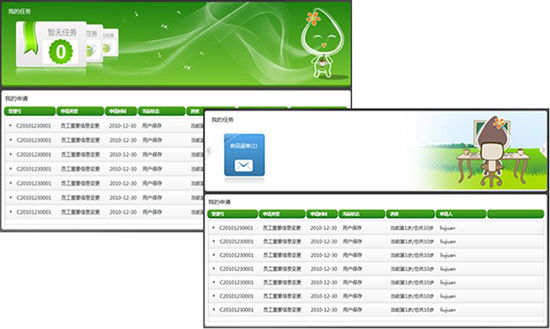 我的任务
暂无任务
0
我的申请
受理号 申请类型 申请时间 当前状态 进度
C20101230001 员工重要信息变更 2010-12-30 用户保存 当前第
C20101230001 员工重要信息变更 2010-12-30 用户保存
C20101230001 员工重要信息变更 2010-12-30 用户保存
C20101230001 员工重要信息变更 2010-12-30 用户保存
C20101230001 员工重要信息变更 2010-12-30 用户保存
C20101230001 员工重要信息变更 2010-12-30 用户保存
C20101230001 员工重要信息变更 2010-12-30 用户保存
我的任务
有回退单(1)
我的申请
受理号 申请类型 申请时间 当前状态 进度 申请人
C20101230001 员工重要信息变更 2010-12-30 用户保存 当前第1步/总共10步 liujuan
C20101230001 员工重要信息变更 2010-12-30 用户保存 当前第1步/总共10步 liujuan
C20101230001 员工重要信息变更 2010-12-30 用户保存 当前第1步/总共10步 liujuan
C20101230001 员工重要信息变更 2010-12-30 用户保存 当前第1步/总共10步 liujuan
C20101230001 员工重要信息变更 2010-12-30 用户保存 当前第1步/总共10步 liujuan
C20101230001 员工重要信息变更 2010-12-30 用户保存 当前第1步/总共10步 liujuan
C20101230001 员工重要信息变更 2010-12-30 用户保存 当前第1步/总共10步 liujuan